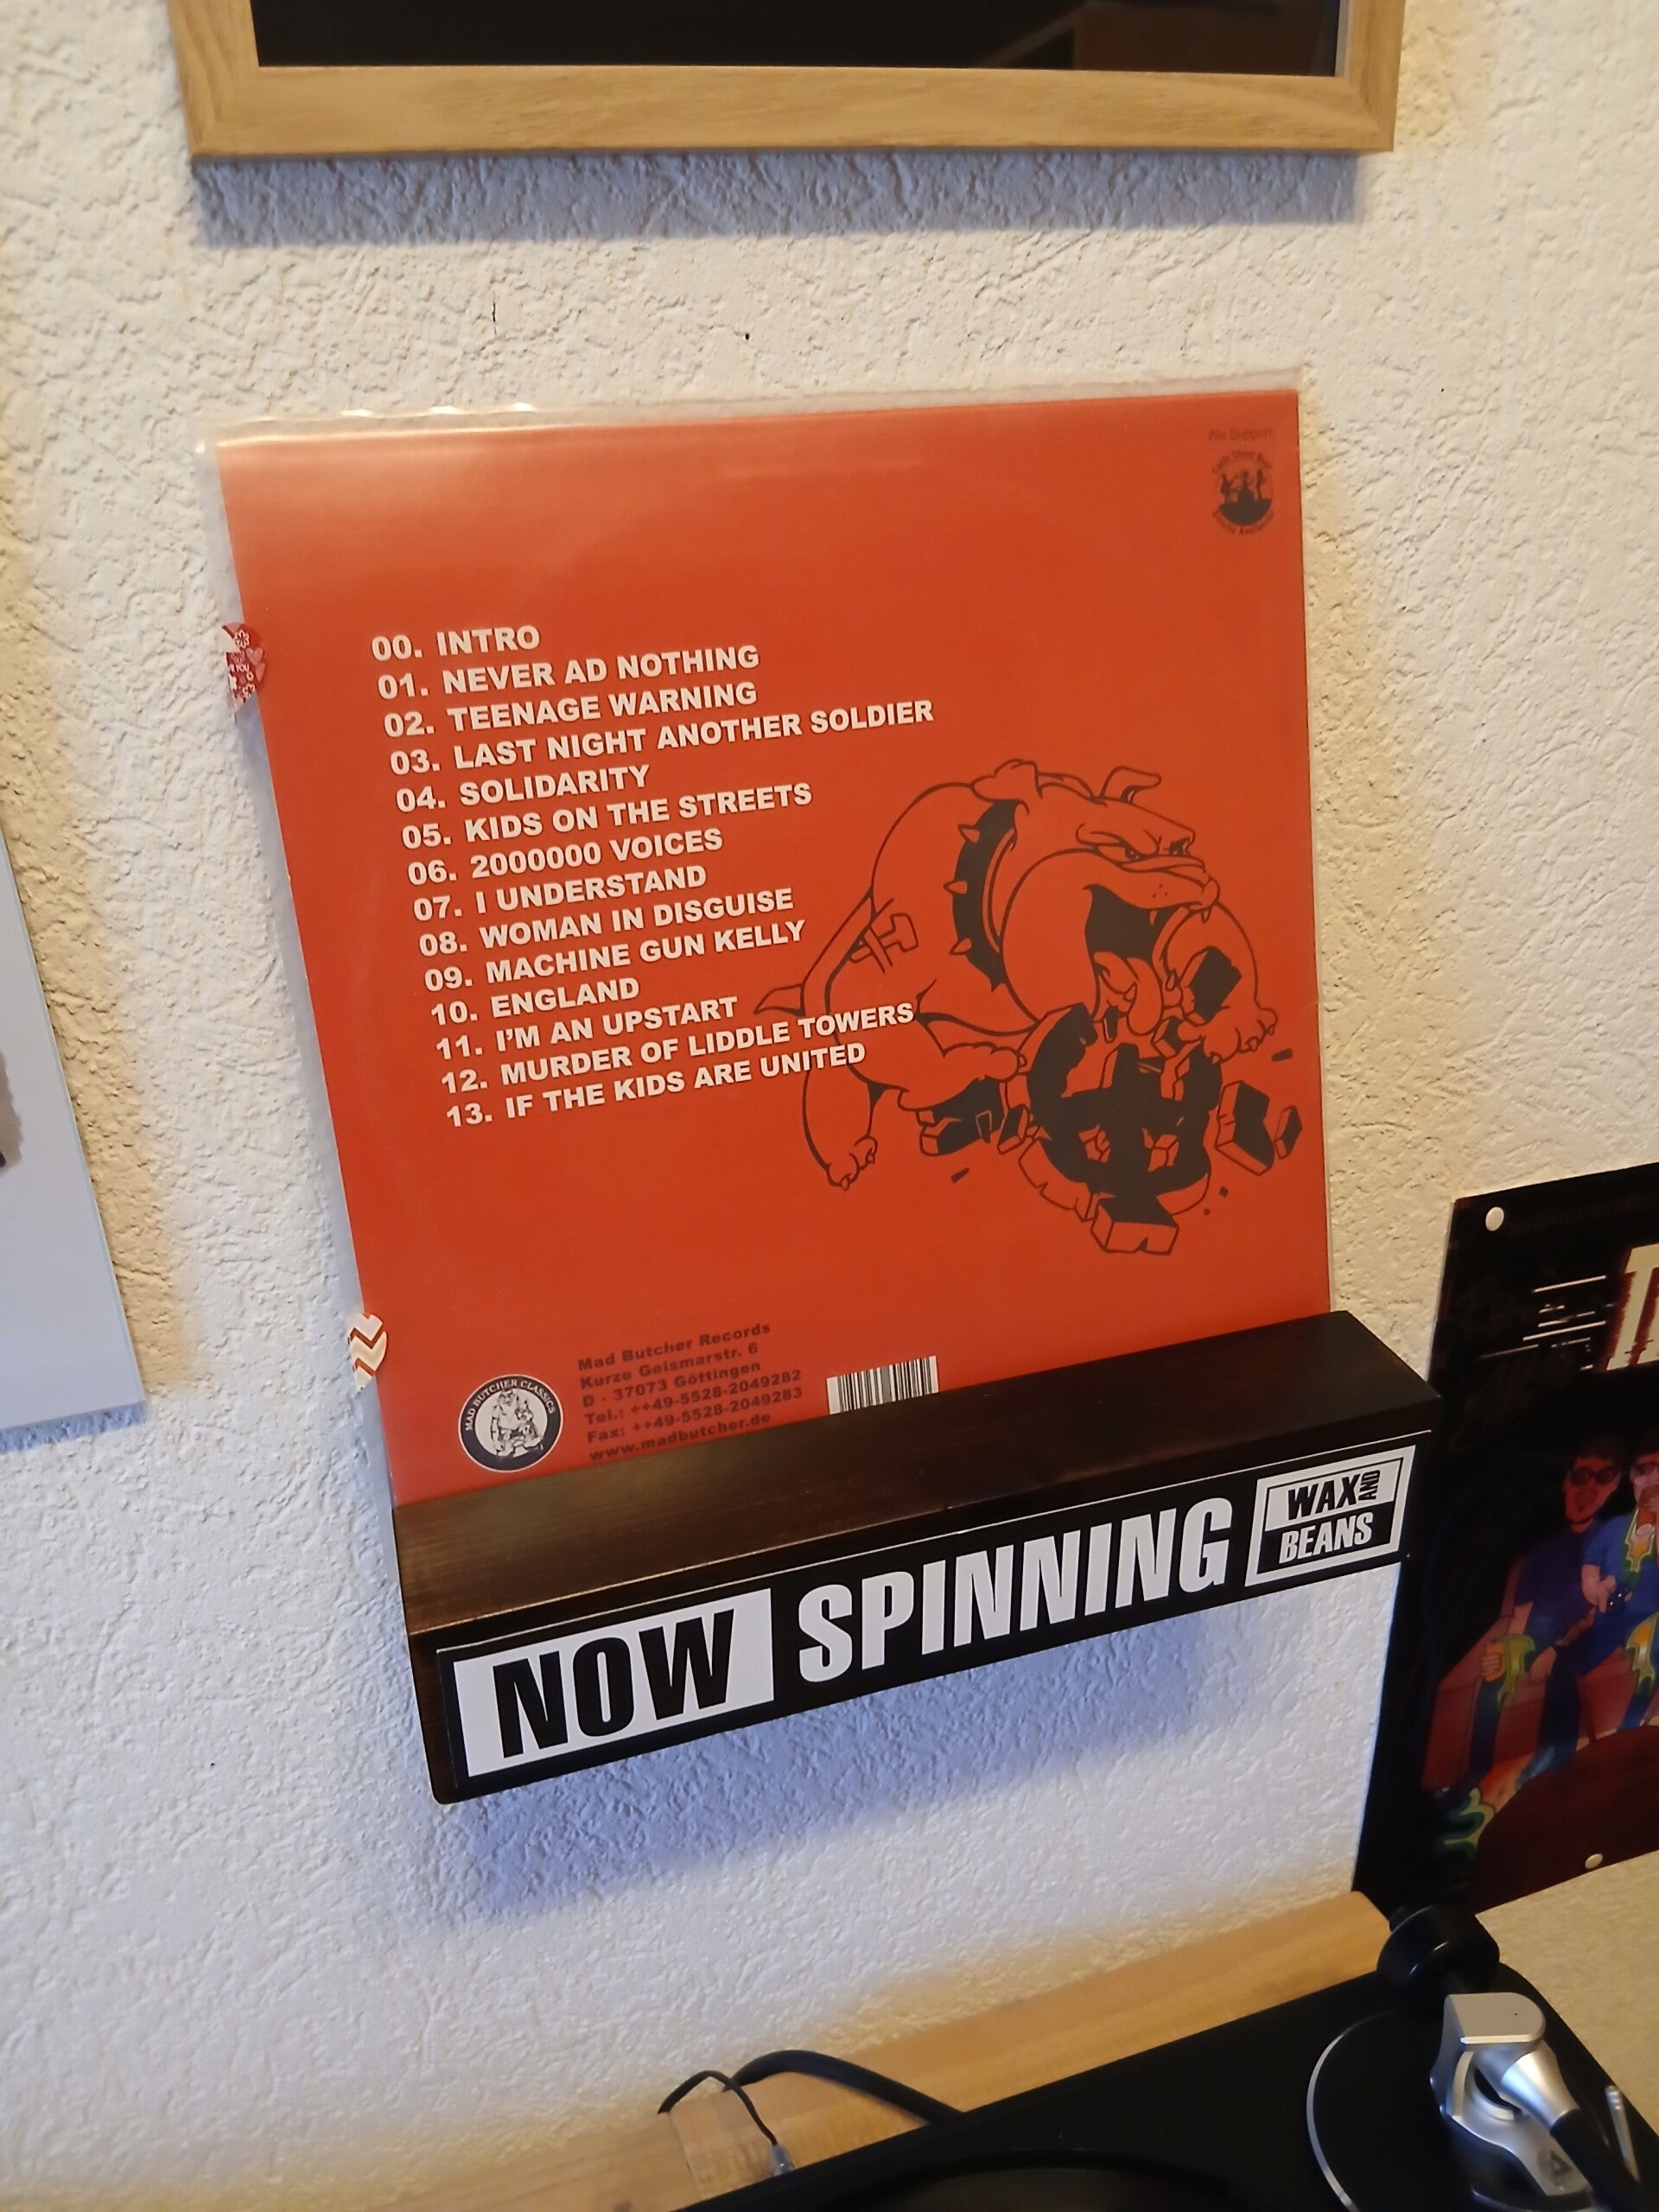 We Support
00. INTRO
01. NEVER AD NOTHING
02. TEENAGE WARNING
03. LAST NIGHT ANOTHER SOLDIER
04. SOLIDARITY
05. KIDS ON THE STREETS
06. 2000000 VOICES
07. I UNDERSTAND
08. WOMAN IN DISGUISE
09. MACHINE GUN KELLY
10. ENGLAND
11. I'M AN UPSTART
12. MURDER OF LIDDLE TOWERS
13. IF THE KIDS ARE UNITED
MAD BUTCHER CLASSICS
Mad Butcher Records
Kurze Geismarstr. 6
D - 37073 Göttingen
Tel.: ++49-5528-2049282
Fax: ++49-5528-2049283
www.madbutcher.de
NOW SPINNING
WAX AND
BEANS